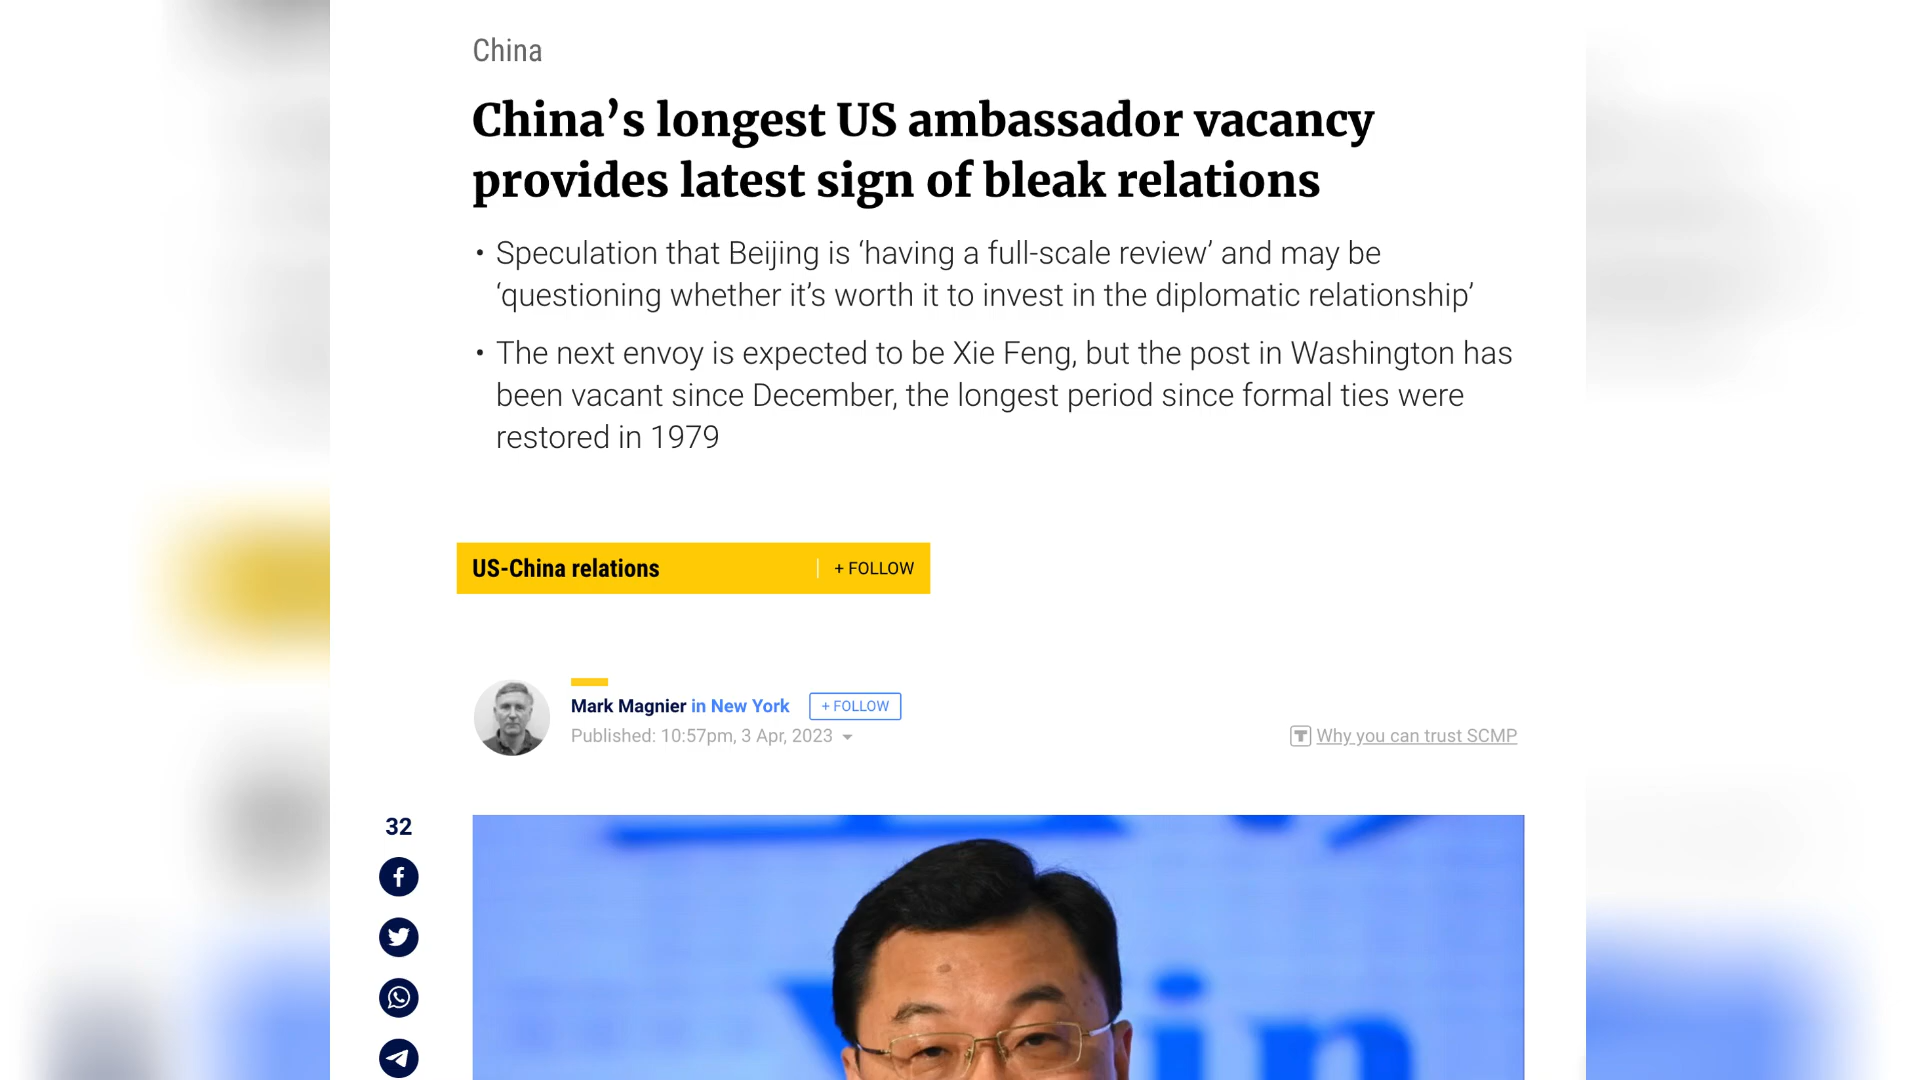 China
China’s longest US ambassador vacancy
provides latest sign of bleak relations
• Speculation that Beijing is ‘having a full-scale review’ and may be
‘questioning whether it’s worth it to invest in the diplomatic relationship’
• The next envoy is expected to be Xie Feng, but the post in Washington has
been vacant since December, the longest period since formal ties were
restored in 1979
US-China relations + FOLLOW
Mark Magnier in New York + FOLLOW
Published: 10:57pm, 3 Apr, 2023
Why you can trust SCMP
32